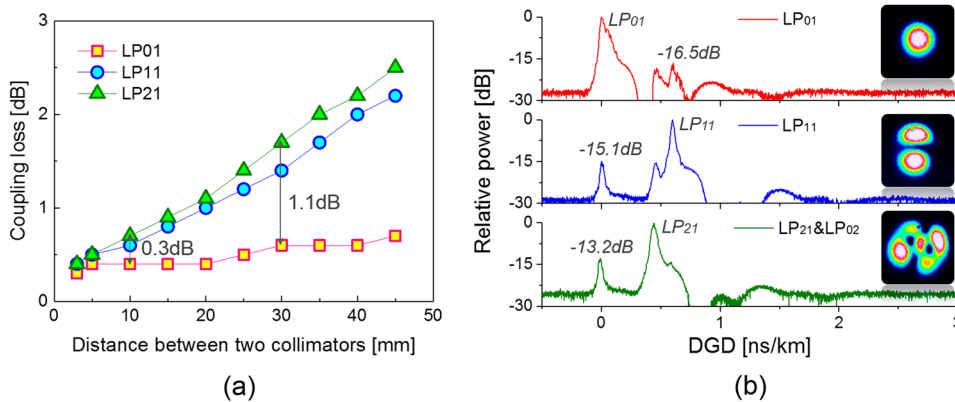 3
2
1
0
Coupling loss [dB]
LP01
LP11
LP21
0.3dB
1.1dB
0 10 20 30 40 50
Distance between two collimators [mm]
(a)
(b)
Relative power [dB]
0
-15
-30
LP01
-16.5dB
LP01
0
-15
-30
-15.1dB
LP11
LP11
0
-15
-30
-13.2dB
LP21
LP21&LP02
0 1 2 3
DGD [ns/km]